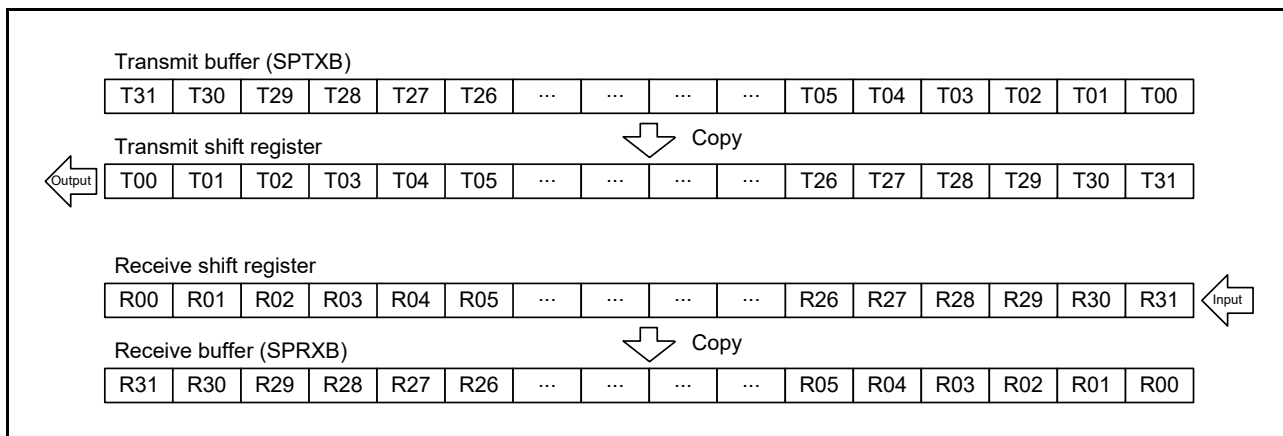 Transmit buffer (SPTXB)
T31 T30 T29 T28 T27 T26 ... ... ... ... T05 T04 T03 T02 T01 T00
Copy
Transmit shift register
Output T00 T01 T02 T03 T04 T05 ... ... ... ... T26 T27 T28 T29 T30 T31
Receive shift register
R00 R01 R02 R03 R04 R05 ... ... ... ... R26 R27 R28 R29 R30 R31 Input
Copy
Receive buffer (SPRXB)
R31 R30 R29 R28 R27 R26 ... ... ... ... R05 R04 R03 R02 R01 R00